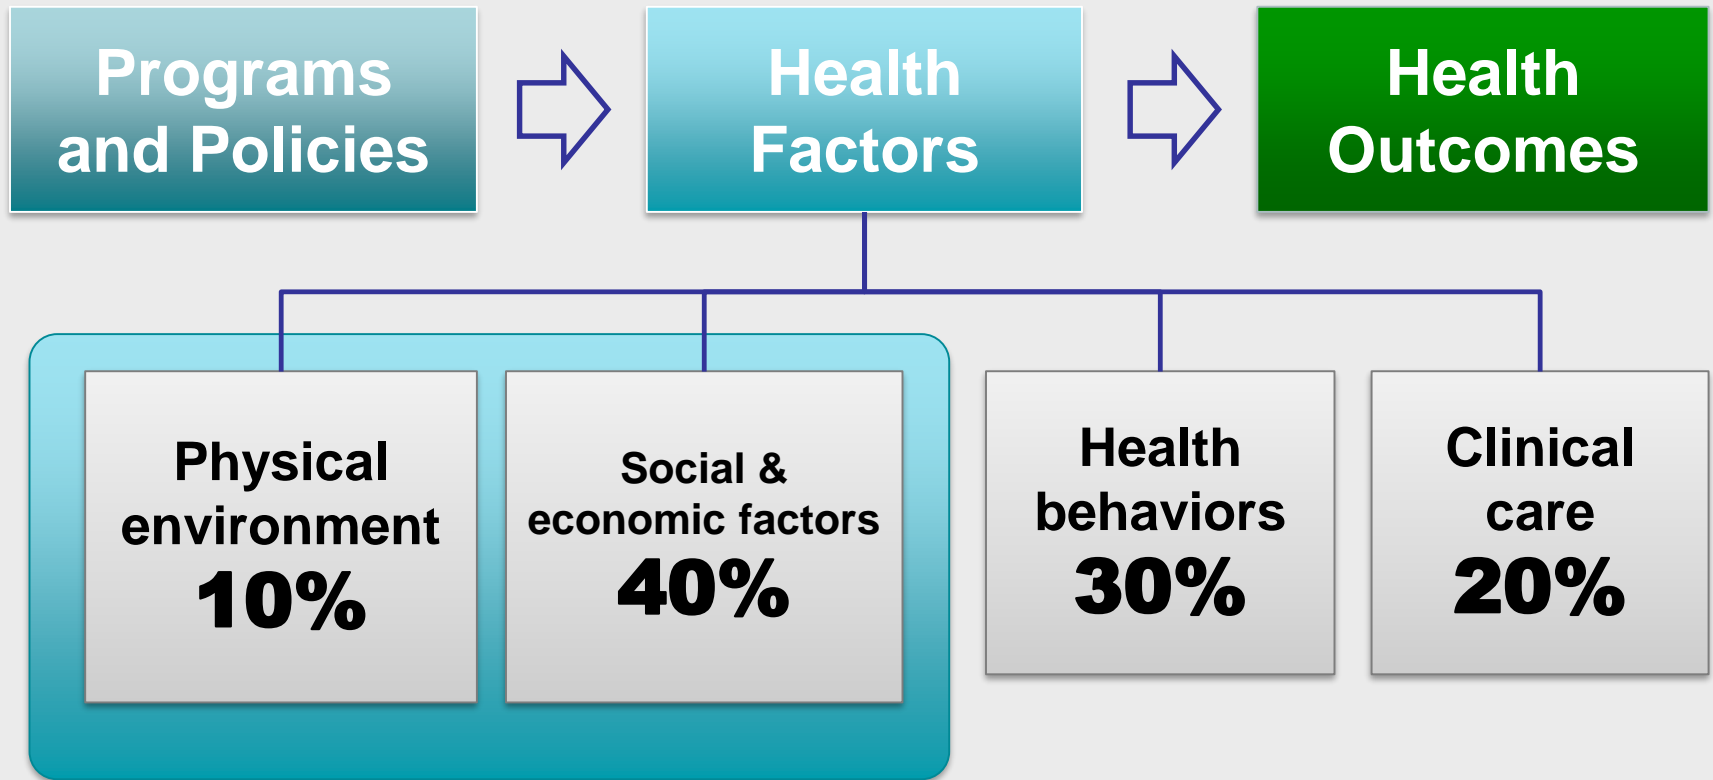 Programs
and Policies
Health
Factors
Health
Outcomes
Physical
environment
10%
Social &
economic factors
40%
Health
behaviors
30%
Clinical
care
20%